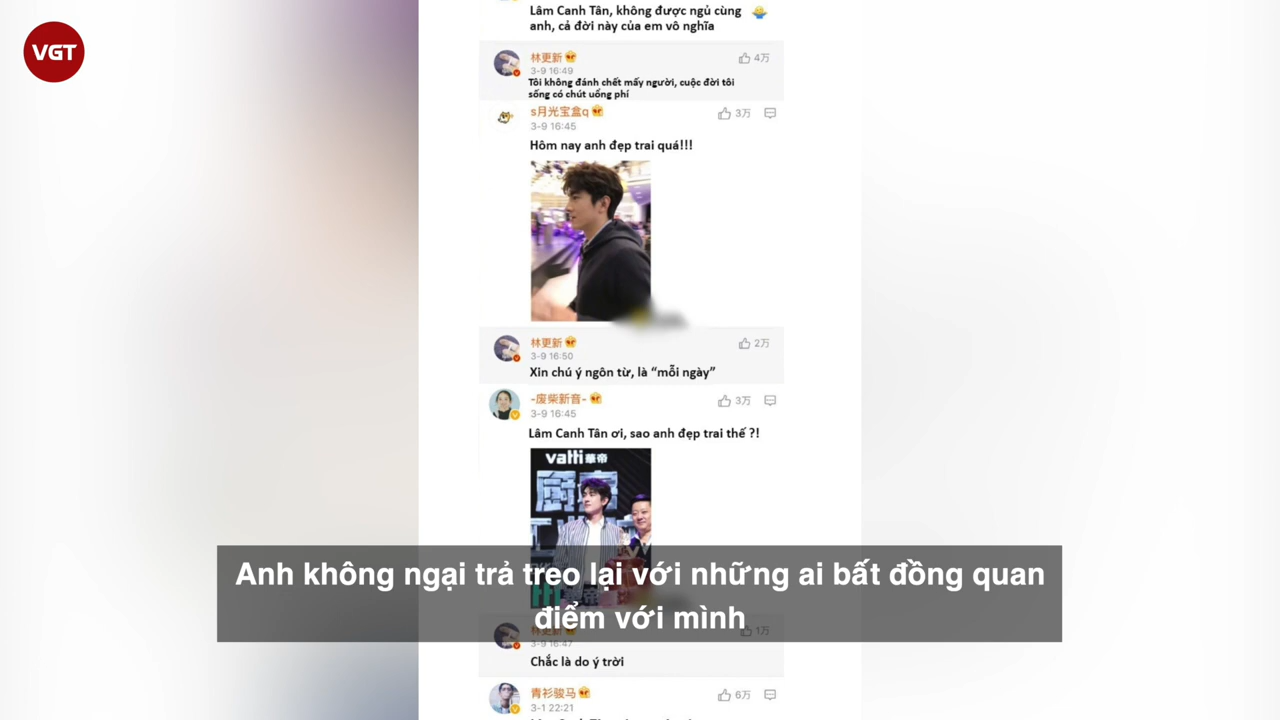 VGT
Lâm Canh Tân, không được ngủ cùng
anh, cả đời này của em vô nghĩa
林更新
4万
3-9 16:49
Tôi không đánh chết mấy người, cuộc đời tôi
sống có chút uổng phí
s月光宝盒q
3万
3-9 16:45
Hôm nay anh đẹp trai quá!!!
林更新
2万
3-9 16:50
Xin chú ý ngôn từ, là “mỗi ngày”
-废柴新音-
3万
3-9 16:45
Lâm Canh Tân ơi, sao anh đẹp trai thế ?!
vatti 華帝
Anh không ngại trả treo lại với những ai bất đồng quan
điểm với mình
林更新
1万
3-9 16:47
Chắc là do ý trời
青衫骏马
6万
3-1 22:21